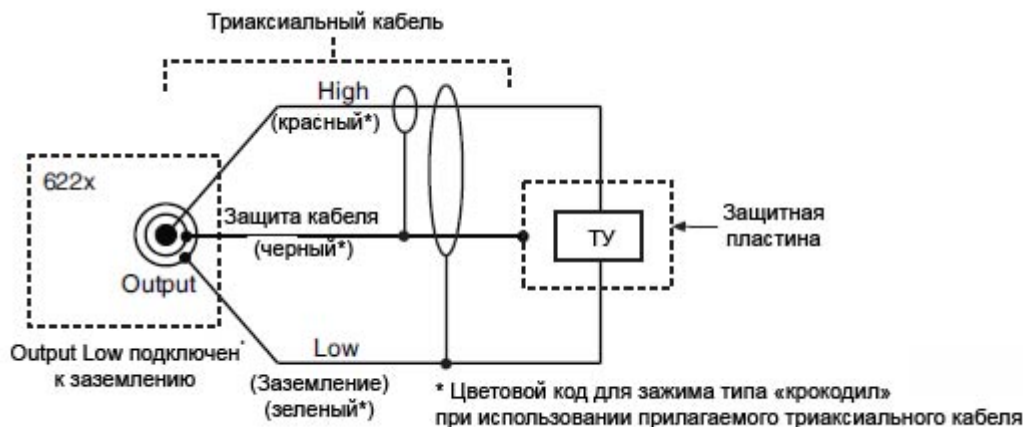 Триаксиальный кабель
High
(красный*)
622x
Защита кабеля
(черный*)
Output
ТУ
Защитная
пластина
Output Low подключен
к заземлению
Low
(Заземление)
(зеленый*)
* Цветовой код для зажима типа «крокодил»
при использовании прилагаемого триаксиального кабеля